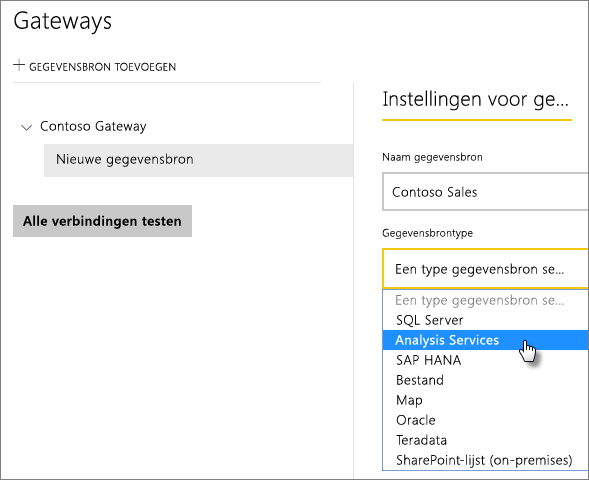 Gateways
+ GEGEVENSBRON TOEVOEGEN
Contoso Gateway
Nieuwe gegevensbron
Alle verbindingen testen
Instellingen voor ge...
Naam gegevensbron
Contoso Sales
Gegevensbrontype
Een type gegevensbron se...
Een type gegevensbron se...
SQL Server
Analysis Services
SAP HANA
Bestand
Map
Oracle
Teradata
SharePoint-lijst (on-premises)